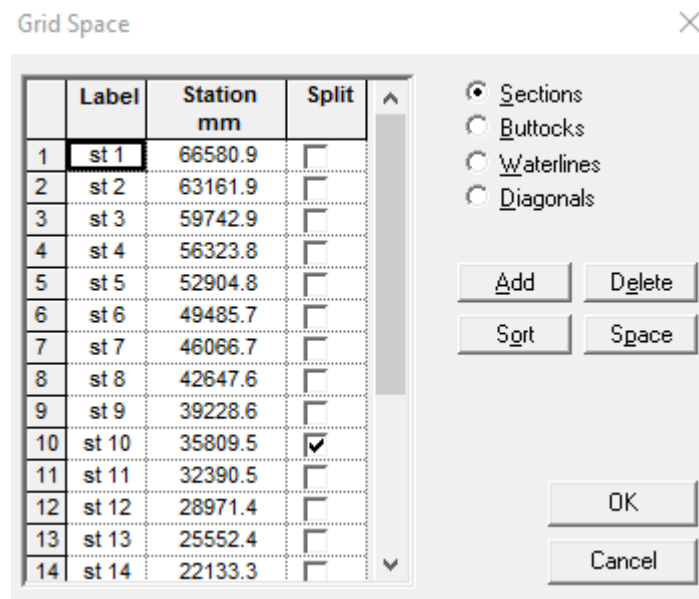 Grid Space
Label Station mm Split
1 st 1 66580.9
2 st 2 63161.9
3 st 3 59742.9
4 st 4 56323.8
5 st 5 52904.8
6 st 6 49485.7
7 st 7 46066.7
8 st 8 42647.6
9 st 9 39228.6
10 st 10 35809.5
11 st 11 32390.5
12 st 12 28971.4
13 st 13 25552.4
14 st 14 22133.3
Sections
Buttocks
Waterlines
Diagonals
Add Delete
Sort Space
OK
Cancel